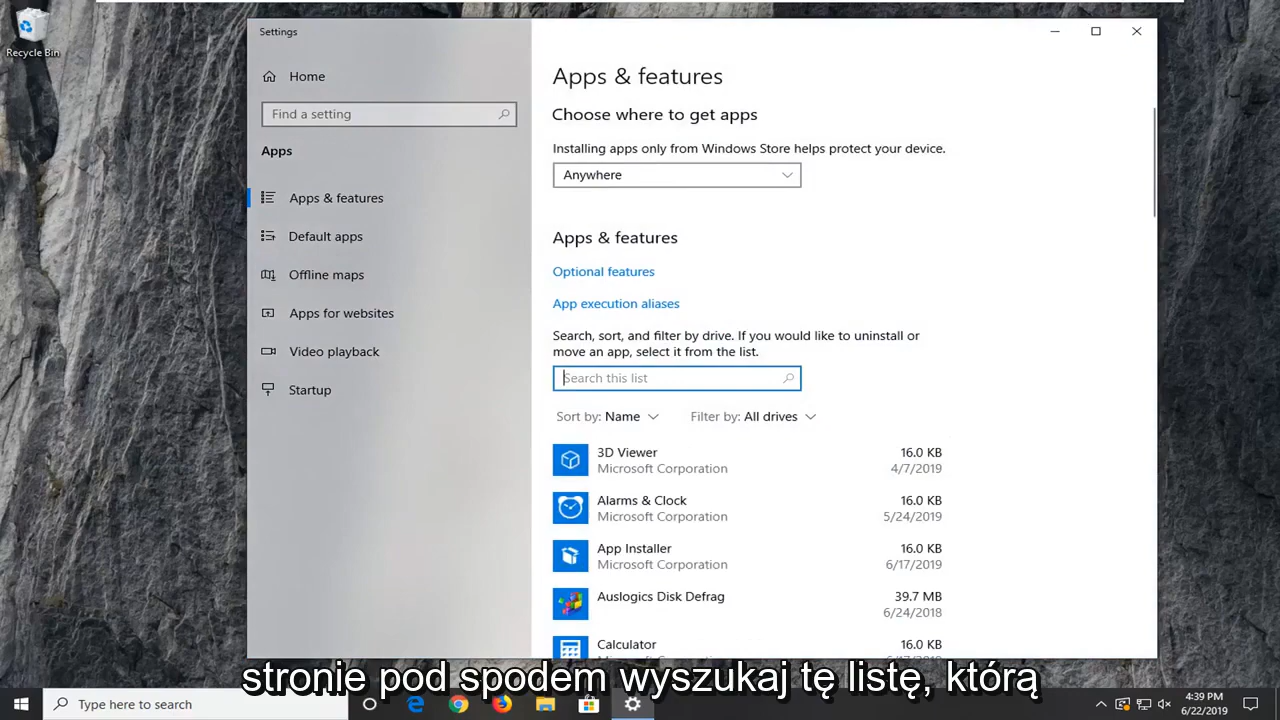 Recycle Bin
Settings
Home
Find a setting
Apps
Apps & features
Default apps
Offline maps
Apps for websites
Video playback
Startup
Apps & features
Choose where to get apps
Installing apps only from Windows Store helps protect your device.
Anywhere
Apps & features
Optional features
App execution aliases
Search, sort, and filter by drive. If you would like to uninstall or
move an app, select it from the list.
Search this list
Sort by: Name Filter by: All drives
3D Viewer 16.0 KB
Microsoft Corporation 4/7/2019
Alarms & Clock 16.0 KB
Microsoft Corporation 5/24/2019
App Installer 16.0 KB
Microsoft Corporation 6/17/2019
Auslogics Disk Defrag 39.7 MB
6/24/2018
Calculator 16.0 KB
stronie pod spodem wyszukaj tę listę, którą
Type here to search
4:39 PM
6/22/2019